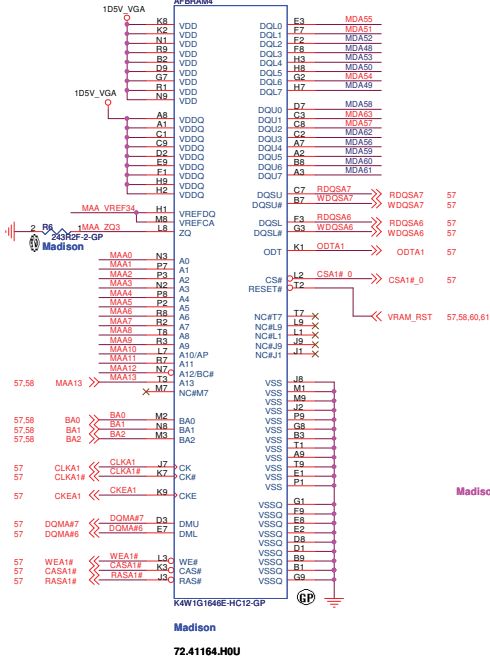 AFBRAM4
1D5V_VGA
K8 VDD DQL0 E3 MDA55
K2 VDD DQL1 F7 MDA51
N1 VDD DQL2 F2 MDA52
R9 VDD DQL3 F8 MDA48
B2 VDD DQL4 H3 MDA53
D9 VDD DQL5 H8 MDA50
G7 VDD DQL6 G2 MDA54
R1 VDD DQL7 H7 MDA49
N9 VDD
1D5V_VGA
A8 VDDQ DQU0 D7 MDA58
A1 VDDQ DQU1 C3 MDA63
C1 VDDQ DQU2 C8 MDA57
C9 VDDQ DQU3 C2 MDA62
D2 VDDQ DQU4 A7 MDA56
E9 VDDQ DQU5 A2 MDA59
F1 VDDQ DQU6 B8 MDA60
H9 VDDQ DQU7 A3 MDA61
H2 VDDQ
DQSU C7 RDQSA7 RDQSA7 57
DQSU# B7 WDQSA7 WDQSA7 57
MAA_VREF34 H1 VREFDQ
M8 VREFCA
DQSL F3 RDQSA6 RDQSA6 57
DQSL# G3 WDQSA6 WDQSA6 57
2 R6 1 MAA_ZQ3 L8 ZQ
243R2F-2-GP
Madison
ODT K1 ODTA1 ODTA1 57
MAA0 N3 A0
MAA1 P7 A1
MAA2 P3 A2
MAA3 N2 A3
MAA4 P8 A4
MAA5 P2 A5
MAA6 R8 A6
MAA7 R2 A7
MAA8 T8 A8
MAA9 R3 A9
MAA10 L7 A10/AP
MAA11 R7 A11
MAA12 N7 A12/BC#
57,58 MAA13 MAA13 T3 A13
M7 NC#M7
CS# L2 CSA1#_0 CSA1#_0 57
RESET# T2
VRAM_RST 57,58,60,61
NC#T7 T7
NC#L9 L9
NC#L1 L1
NC#J9 J9
NC#J1 J1
57,58 BA0 BA0 M2 BA0
57,58 BA1 BA1 N8 BA1
57,58 BA2 BA2 M3 BA2
VSS J8
VSS M1
VSS M9
VSS J2
VSS P9
VSS G8
VSS B3
VSS T1
VSS A9
VSS T9
VSS E1
VSS P1
57 CLKA1 CLKA1 J7 CK
57 CLKA1# CLKA1# K7 CK#
57 CKEA1 CKEA1 K9 CKE
57 DQMA#7 DQMA#7 D3 DMU
57 DQMA#6 DQMA#6 E7 DML
VSSQ G1
VSSQ F9
VSSQ E8
VSSQ E2
VSSQ D8
VSSQ D1
VSSQ B9
VSSQ B1
VSSQ G9
57 WEA1# WEA1# L3 WE#
57 CASA1# CASA1# K3 CAS#
57 RASA1# RASA1# J3 RAS#
GP
K4W1G1646E-HC12-GP
Madison
72.41164.H0U
Madisc